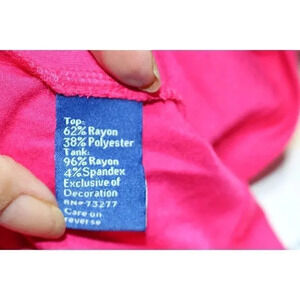 Top:
62% Rayon
38% Polyester
Tank:
96% Rayon
4% Spandex
Exclusive of
Decoration
RN# 73277
Care on
reverse